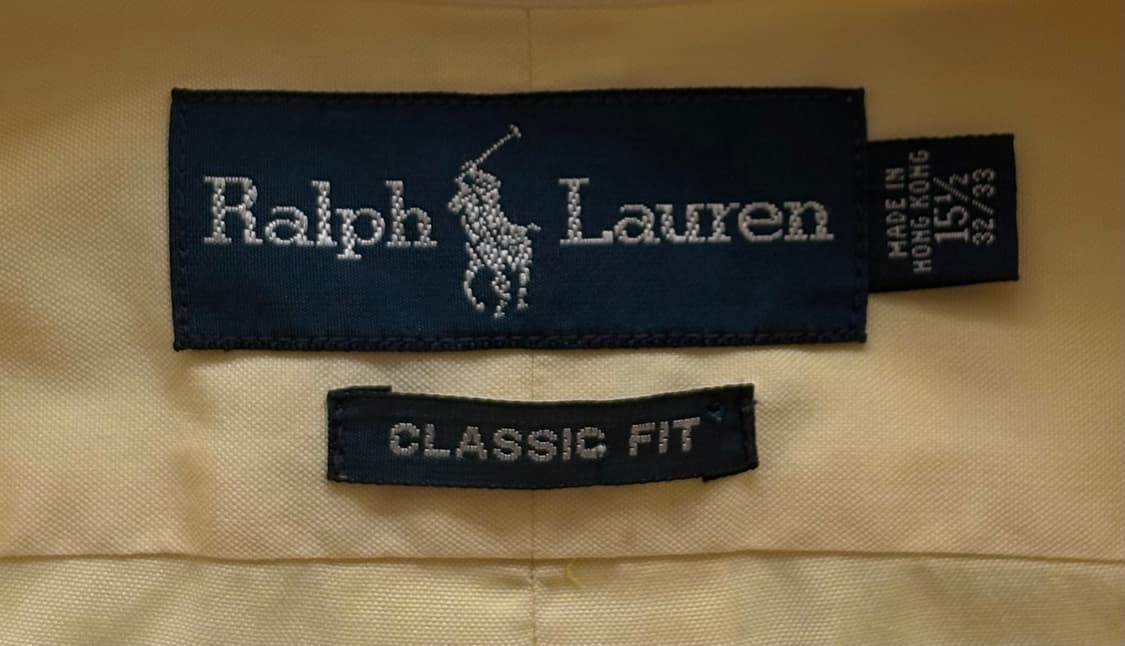 Ralph Lauren
MADE IN
HONG KONG
15½
32/33
CLASSIC FIT